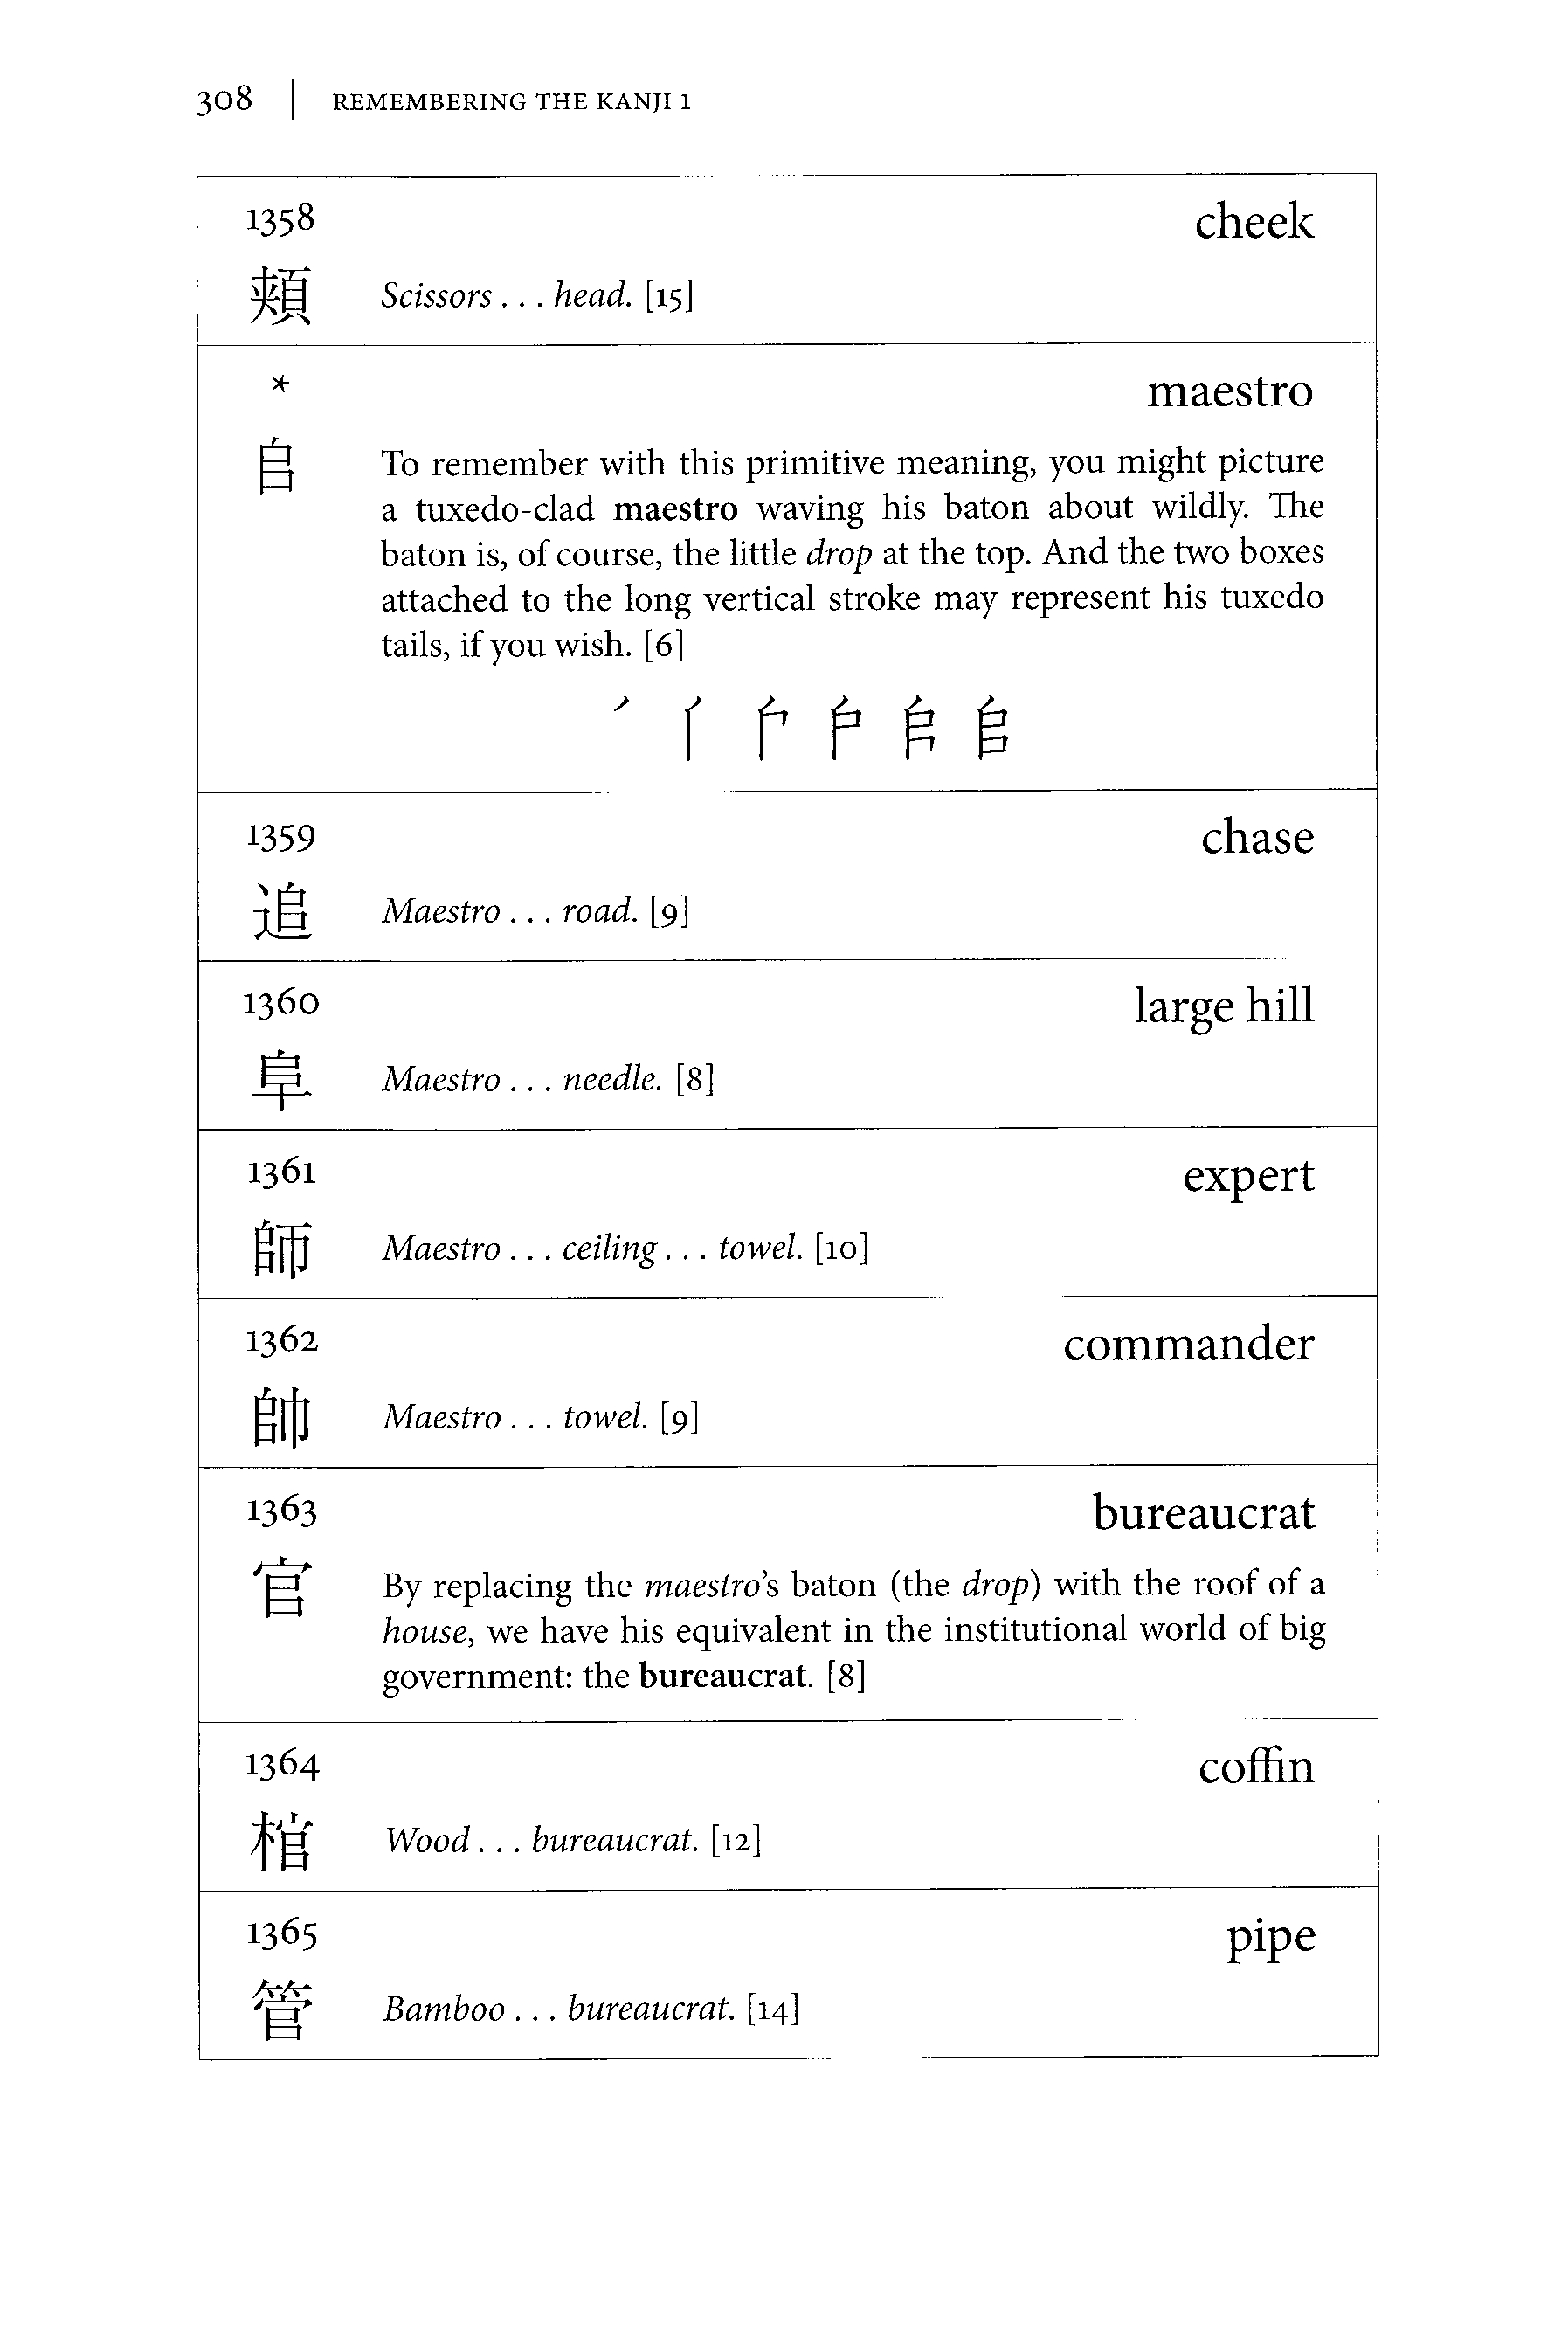 308 | REMEMBERING THE KANJI 1
1358 cheek
頬 Scissors . . . head. [15]
* maestro
𠂤 To remember with this primitive meaning, you might picture
a tuxedo-clad maestro waving his baton about wildly. The
baton is, of course, the little drop at the top. And the two boxes
attached to the long vertical stroke may represent his tuxedo
tails, if you wish. [6]
1359 chase
追 Maestro . . . road. [9]
1360 large hill
阜 Maestro . . . needle. [8]
1361 expert
師 Maestro . . . ceiling . . . towel. [10]
1362 commander
帥 Maestro . . . towel. [9]
1363 bureaucrat
官 By replacing the maestro's baton (the drop) with the roof of a
house, we have his equivalent in the institutional world of big
government: the bureaucrat. [8]
1364 coffin
棺 Wood . . . bureaucrat. [12]
1365 pipe
管 Bamboo . . . bureaucrat. [14]